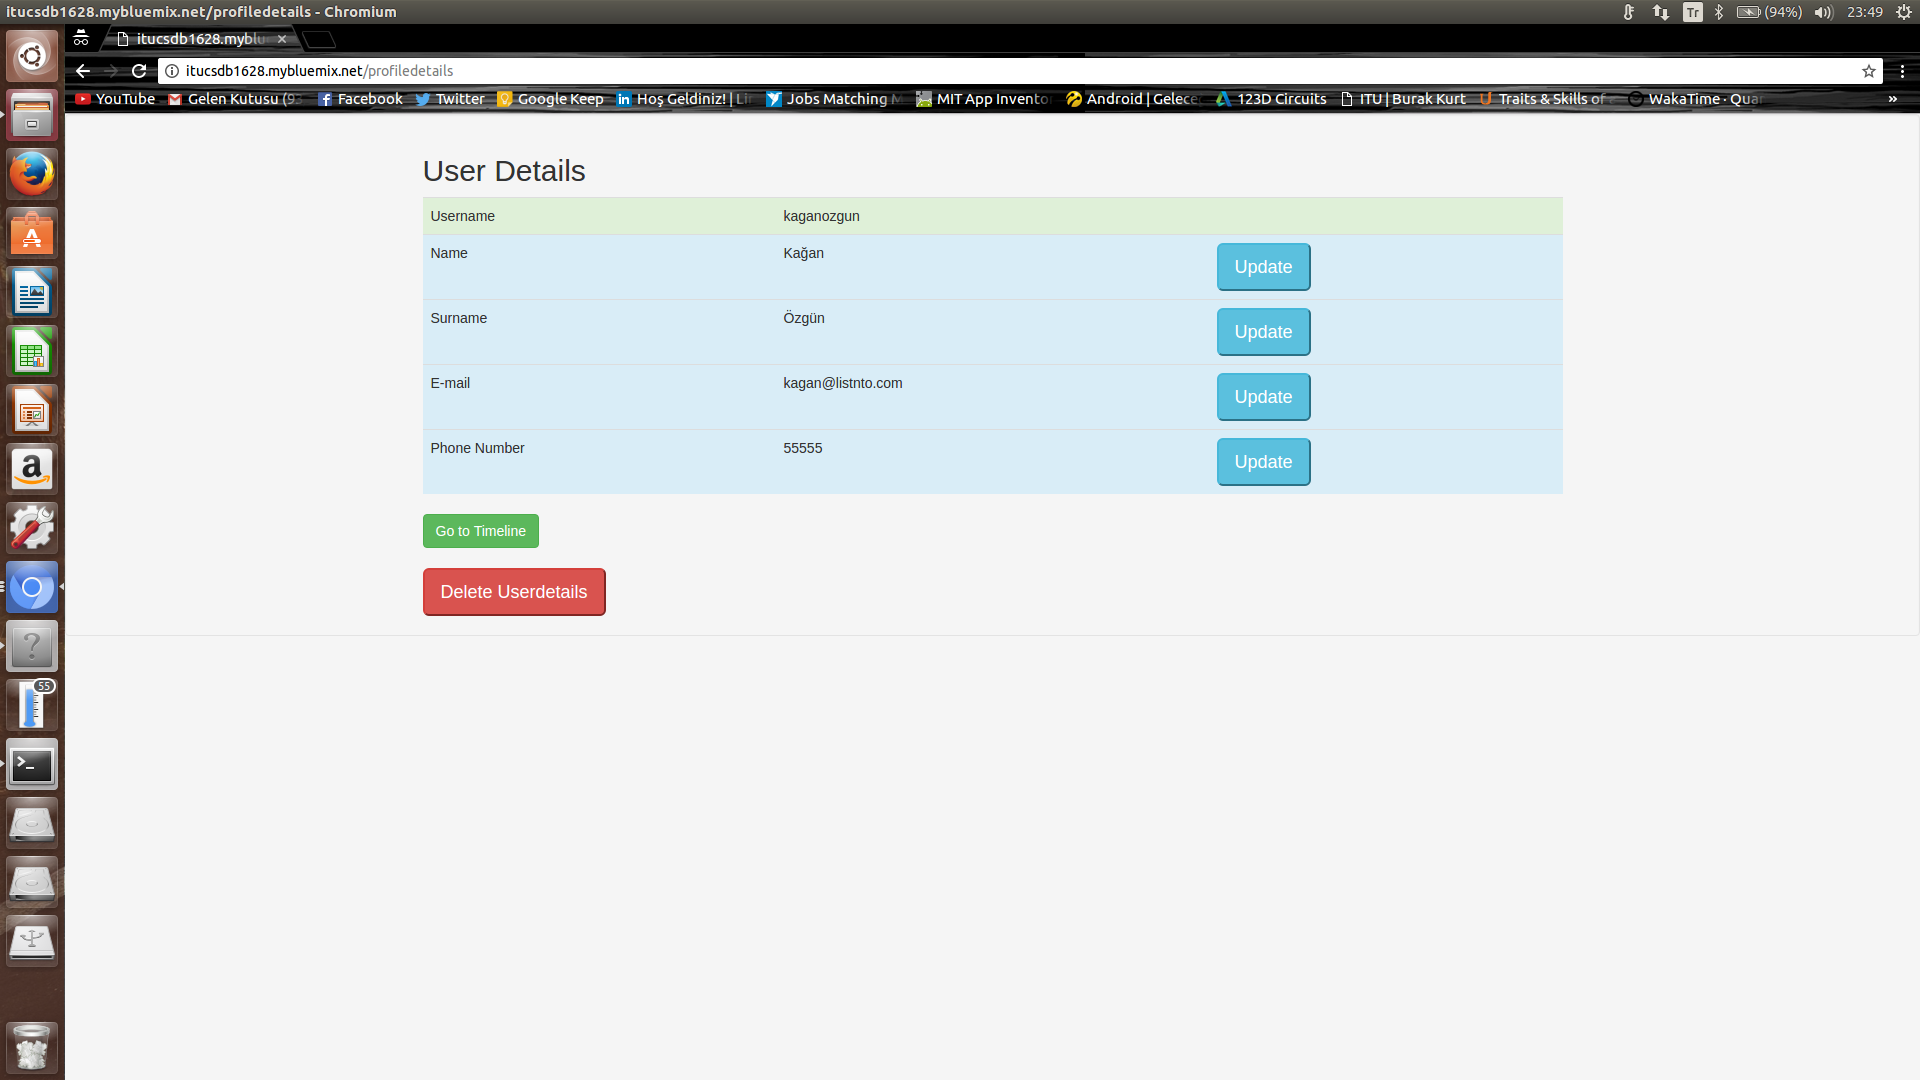 itucsdb1628.mybluemix.net/profiledetails - Chromium
Tr
(94%)
23:49
itucsdb1628.myblu
itucsdb1628.mybluemix.net/profiledetails
YouTube
Gelen Kutusu (93
Facebook
Twitter
Google Keep
Hoş Geldiniz! | Li
Jobs Matching M
MIT App Invento
Android | Gelece
123D Circuits
ITU | Burak Kurt
Traits & Skills of
WakaTime · Qua
»
User Details
Username kaganozgun
Name Kağan Update
Surname Özgün Update
E-mail kagan@listnto.com Update
Phone Number 55555 Update
Go to Timeline
Delete Userdetails
55